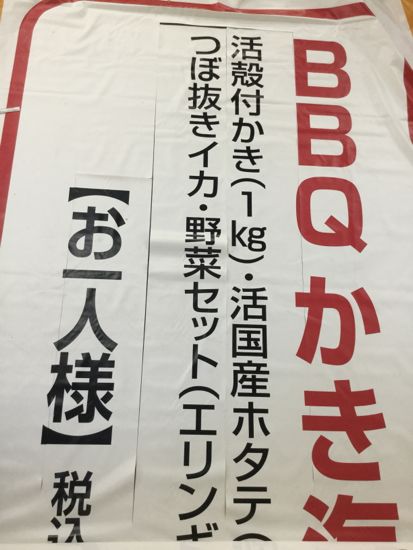 BBQかき海
活殻付かき(1kg)・活国産ホタテ(
つぼ抜きイカ・野菜セット(エリンギ
【お一人様】税込